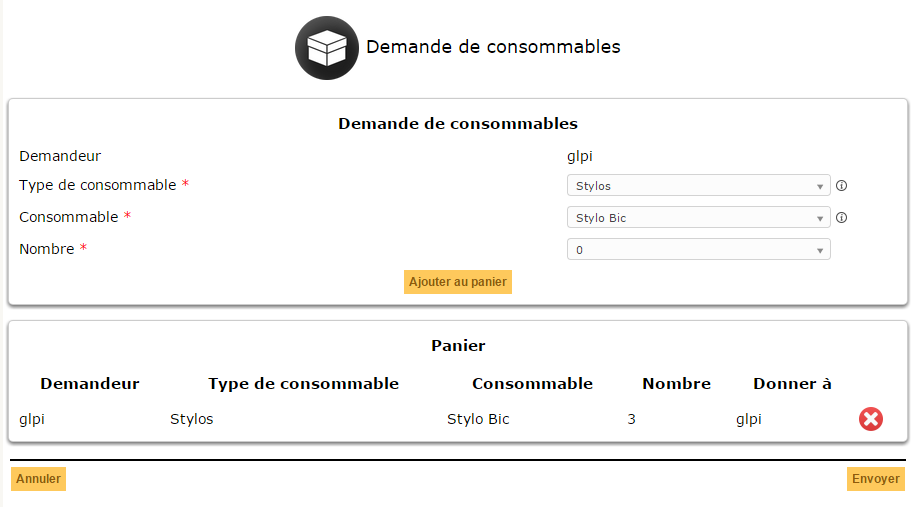 Demande de consommables
Demande de consommables
Demandeur glpi
Type de consommable * Stylos
Consommable * Stylo Bic
Nombre * 0
Ajouter au panier
Panier
Demandeur Type de consommable Consommable Nombre Donner à
glpi Stylos Stylo Bic 3 glpi
Annuler Envoyer